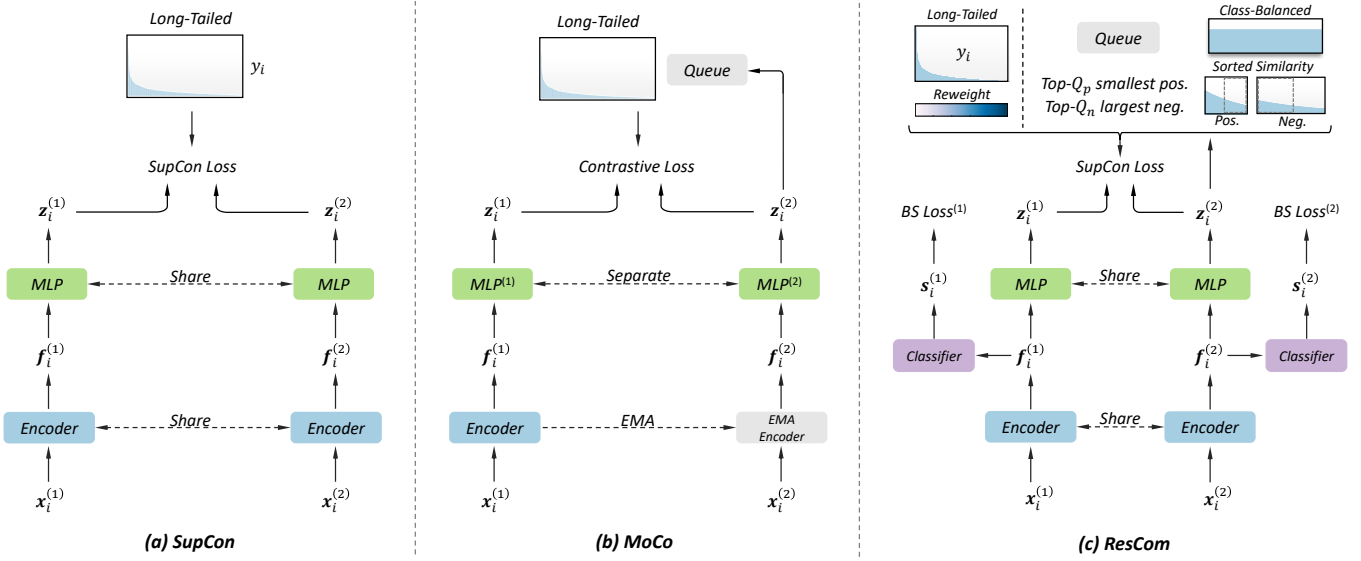 Long-Tailed
y_i
SupCon Loss
z_i^{(1)}
z_i^{(2)}
MLP
Share
MLP
f_i^{(1)}
f_i^{(2)}
Encoder
Share
Encoder
x_i^{(1)}
x_i^{(2)}
(a) SupCon
Long-Tailed
Queue
Contrastive Loss
z_i^{(1)}
z_i^{(2)}
MLP^{(1)}
Separate
MLP^{(2)}
f_i^{(1)}
f_i^{(2)}
Encoder
EMA
EMA
Encoder
x_i^{(1)}
x_i^{(2)}
(b) MoCo
Long-Tailed
y_i
Reweight
Queue
Class-Balanced
Top-Q_p smallest pos.
Top-Q_n largest neg.
Sorted Similarity
Pos.
Neg.
SupCon Loss
BS Loss^{(1)}
z_i^{(1)}
z_i^{(2)}
BS Loss^{(2)}
s_i^{(1)}
MLP
Share
MLP
s_i^{(2)}
Classifier
f_i^{(1)}
f_i^{(2)}
Classifier
Encoder
Share
Encoder
x_i^{(1)}
x_i^{(2)}
(c) ResCom